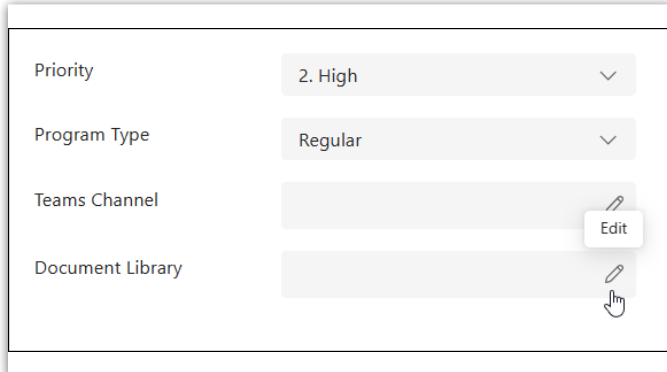 Priority
2. High
Program Type
Regular
Teams Channel
Edit
Document Library